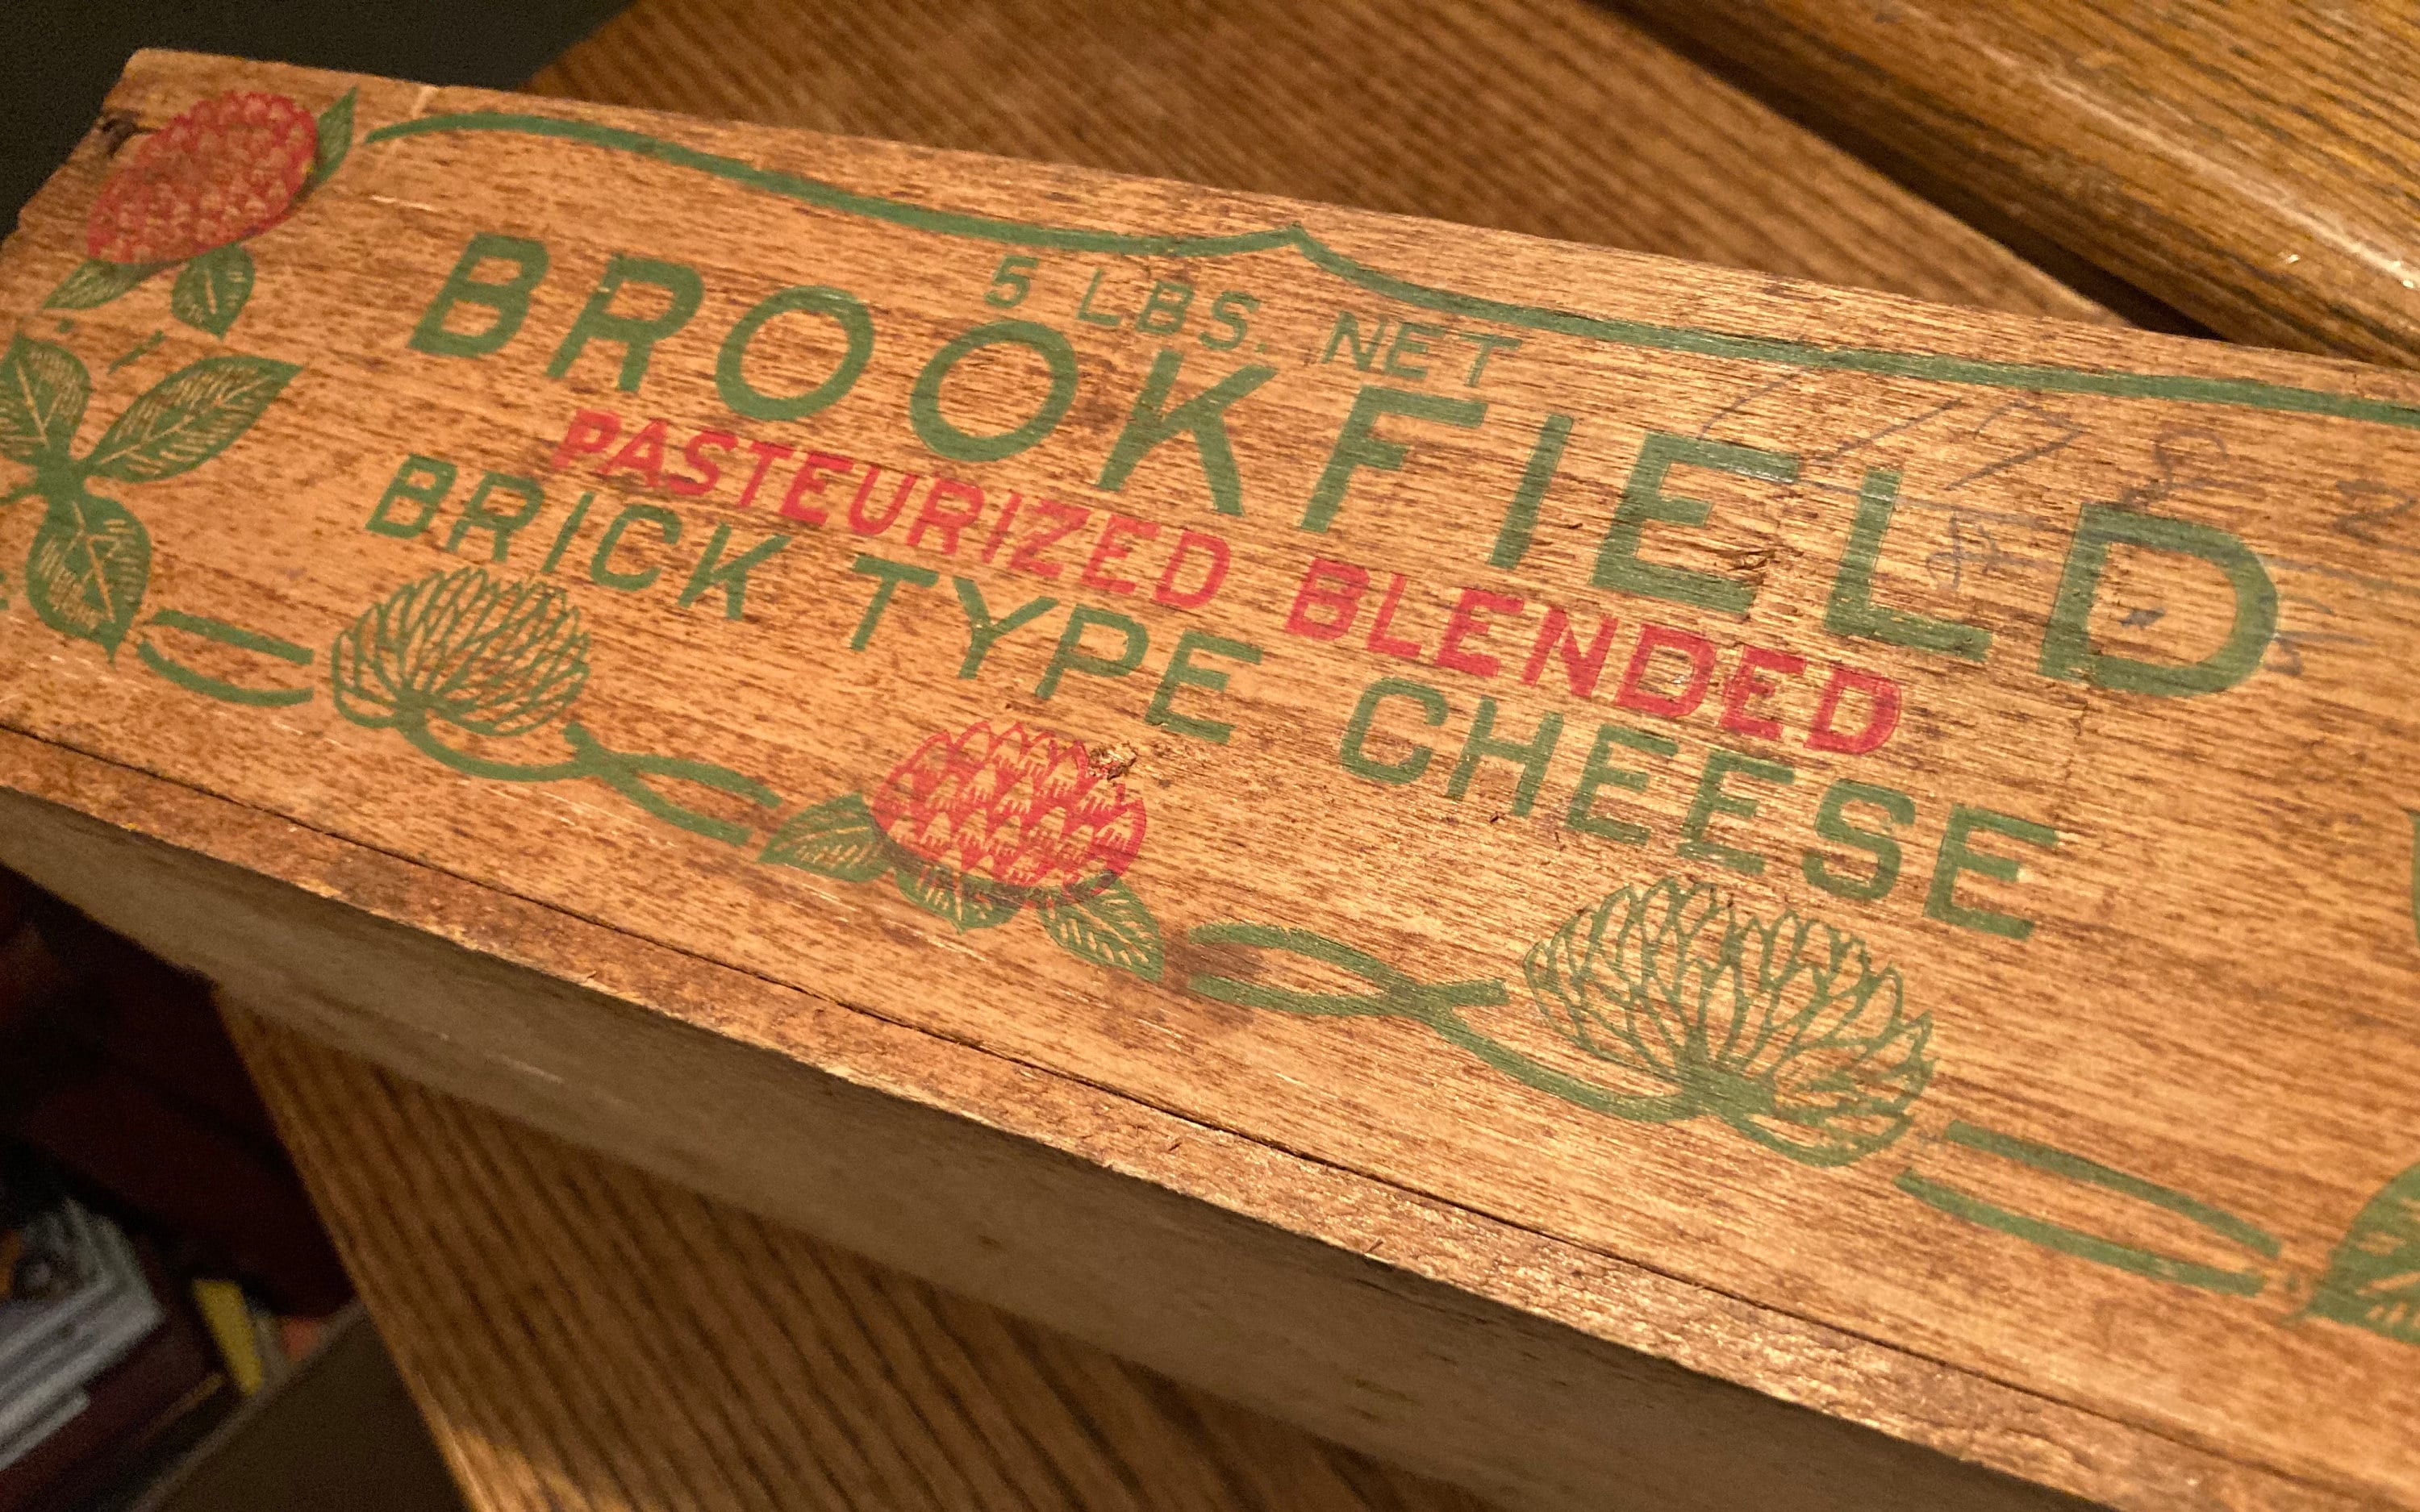 5 LBS. NET
BROOKFIELD
PASTEURIZED BLENDED
BRICK TYPE CHEESE